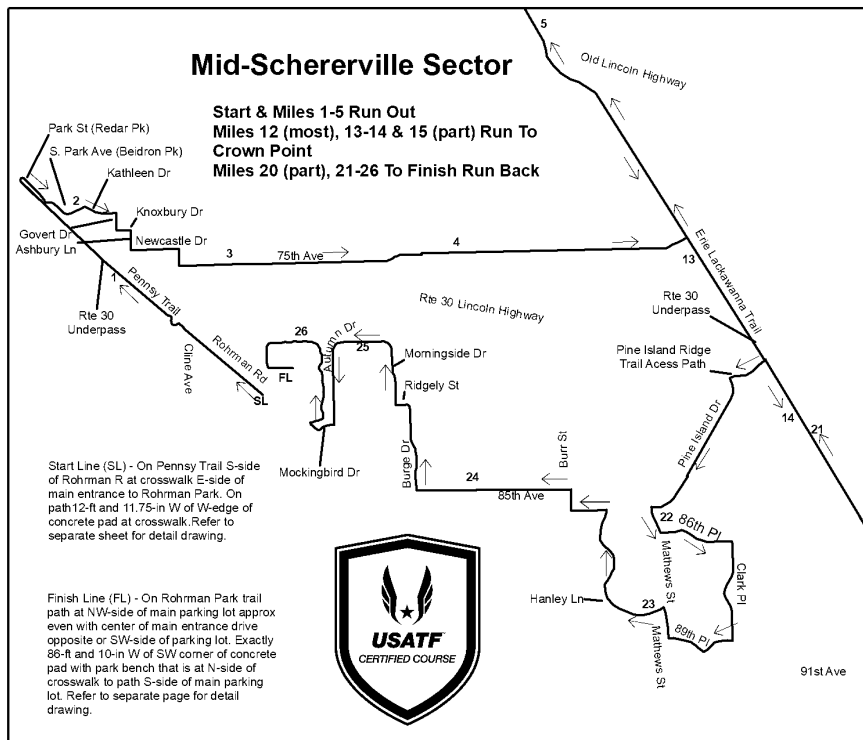 5
Old Lincoln Highway
Mid-Schererville Sector
Start & Miles 1-5 Run Out
Miles 12 (most), 13-14 & 15 (part) Run To
Crown Point
Miles 20 (part), 21-26 To Finish Run Back
Park St (Redar Pk)
S. Park Ave (Beidron Pk)
Kathleen Dr
2
Knoxbury Dr
Govert Dr
Ashbury Ln
Newcastle Dr
3
75th Ave
4
13
Erie Lackawanna Trail
1
Pennsy Trail
Rte 30
Underpass
Rte 30 Lincoln Highway
Rte 30
Underpass
Cline Ave
Rohrman Rd
SL
26
FL
Autumn Dr
25
Morningside Dr
Ridgely St
Pine Island Ridge
Trail Acess Path
14
21
Pine Island Dr
Mockingbird Dr
Burge Dr
24
85th Ave
Burr St
22
86th Pl
Mathews St
Clark Pl
Hanley Ln
23
89th Pl
Mathews St
91st Ave
Start Line (SL) - On Pennsy Trail S-side
of Rohrman R at crosswalk E-side of
main entrance to Rohrman Park. On
path12-ft and 11.75-in W of W-edge of
concrete pad at crosswalk.Refer to
separate sheet for detail drawing.
Finish Line (FL) - On Rohrman Park trail
path at NW-side of main parking lot approx
even with center of main entrance drive
opposite or SW-side of parking lot. Exactly
86-ft and 10-in W of SW corner of concrete
pad with park bench that is at N-side of
crosswalk to path S-side of main parking
lot. Refer to separate page for detail
drawing.
USATF
CERTIFIED COURSE